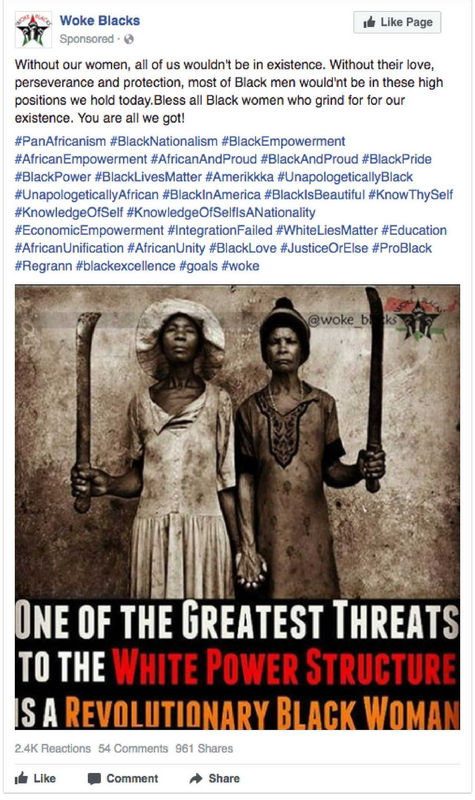 Woke Blacks
Sponsored ·
Like Page
Without our women, all of us wouldn't be in existence. Without their love,
perseverance and protection, most of Black men would'nt be in these high
positions we hold today.Bless all Black women who grind for for our
existence. You are all we got!
#PanAfricanism #BlackNationalism #BlackEmpowerment
#AfricanEmpowerment #AfricanAndProud #BlackAndProud #BlackPride
#BlackPower #BlackLivesMatter #Amerikkka #UnapologeticallyBlack
#UnapologeticallyAfrican #BlackInAmerica #BlackIsBeautiful #KnowThySelf
#KnowledgeOfSelf #KnowledgeOfSelfIsANationality
#EconomicEmpowerment #IntegrationFailed #WhiteLiesMatter #Education
#AfricanUnification #AfricanUnity #BlackLove #JusticeOrElse #ProBlack
#Regrann #blackexcellence #goals #woke
ONE OF THE GREATEST THREATS
TO THE WHITE POWER STRUCTURE
IS A REVOLUTIONARY BLACK WOMAN
2.4K Reactions 54 Comments 961 Shares
Like Comment Share